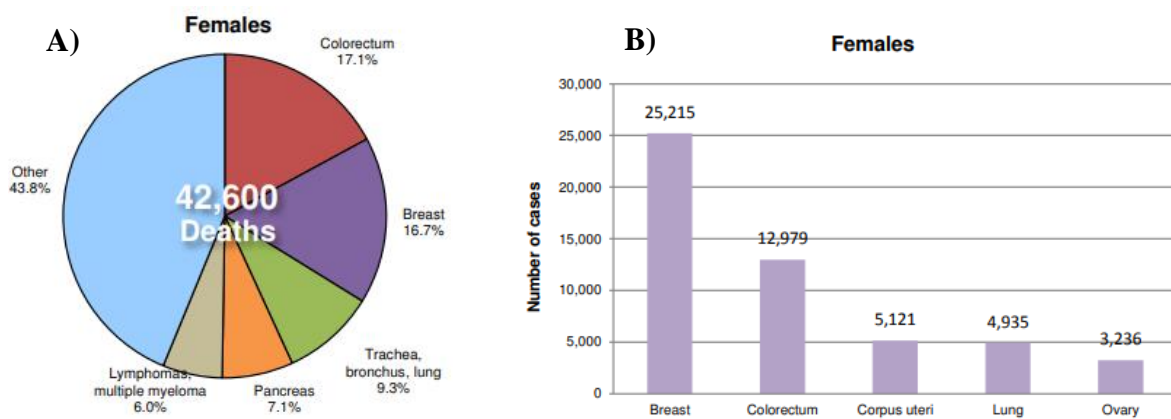 A)
Females
Colorectum
17.1%
Other
43.8%
42,600
Deaths
Breast
16.7%
Trachea,
bronchus, lung
9.3%
Pancreas
7.1%
Lymphomas,
multiple myeloma
6.0%
B)
Females
Number of cases
30,000
25,000
20,000
15,000
10,000
5,000
0
25,215
12,979
5,121
4,935
3,236
Breast
Colorectum
Corpus uteri
Lung
Ovary